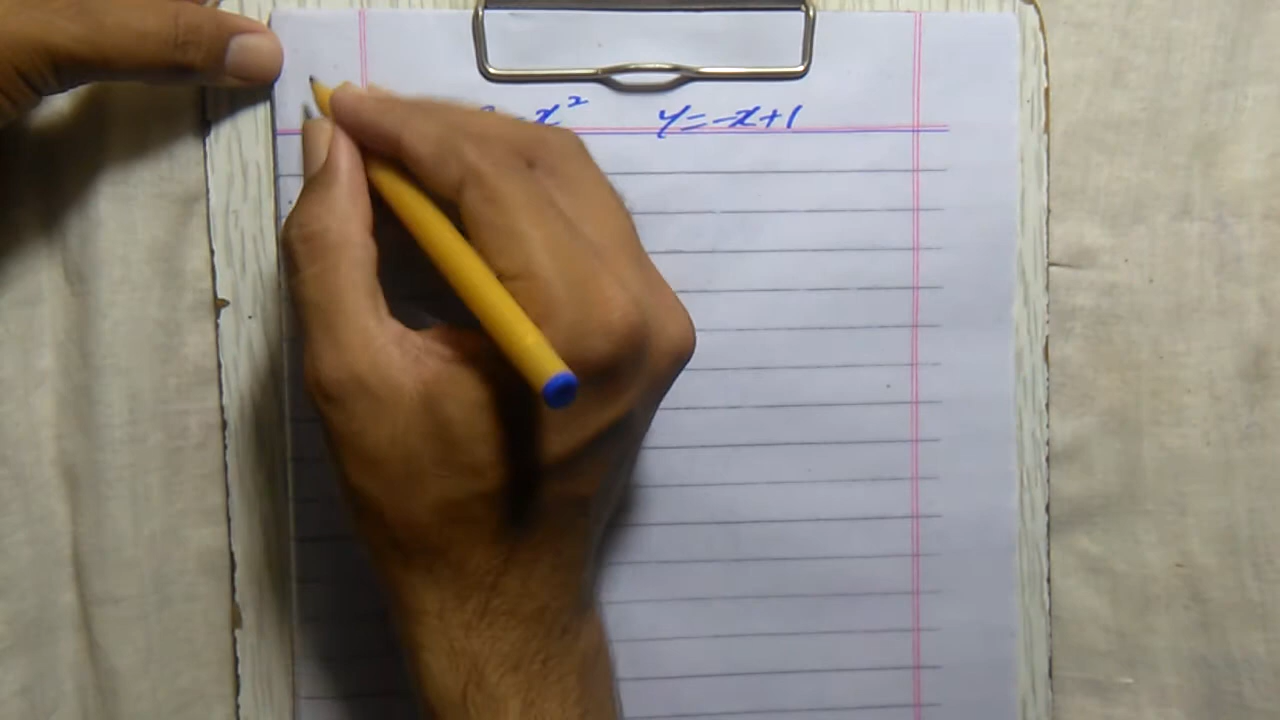 - x² y = -x+1